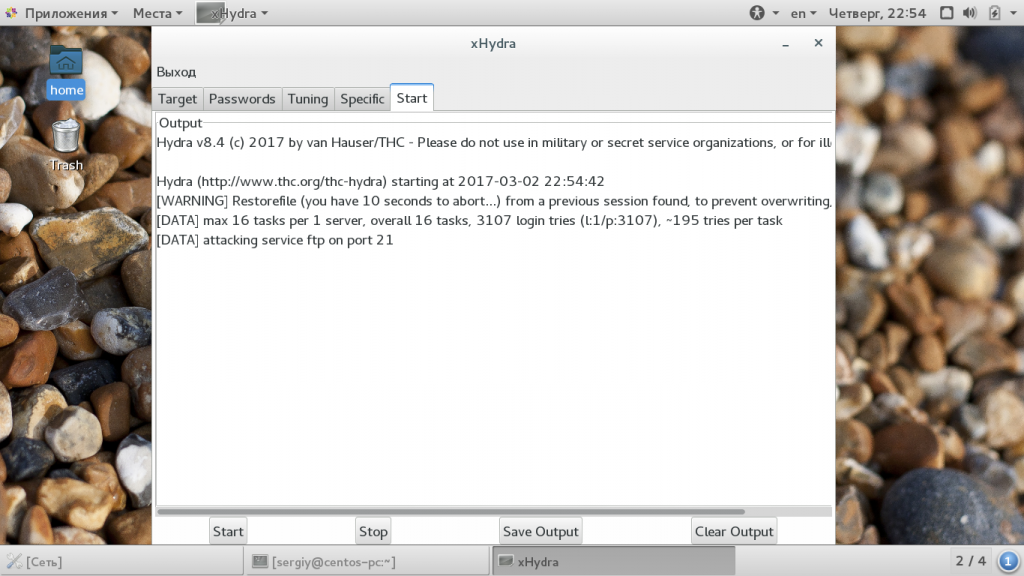 Приложения Места xHydra en Четверг, 22:54
home
Trash
xHydra
Выход
Target Passwords Tuning Specific Start
Output
Hydra v8.4 (c) 2017 by van Hauser/THC - Please do not use in military or secret service organizations, or for ill
Hydra (http://www.thc.org/thc-hydra) starting at 2017-03-02 22:54:42
[WARNING] Restorefile (you have 10 seconds to abort...) from a previous session found, to prevent overwriting,
[DATA] max 16 tasks per 1 server, overall 16 tasks, 3107 login tries (l:1/p:3107), ~195 tries per task
[DATA] attacking service ftp on port 21
Start Stop Save Output Clear Output
[Сеть] [sergiy@centos-pc:~] xHydra 2 / 4 1